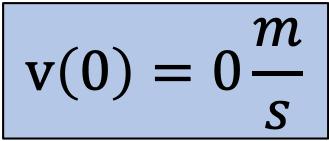 v(0) = 0 m/s